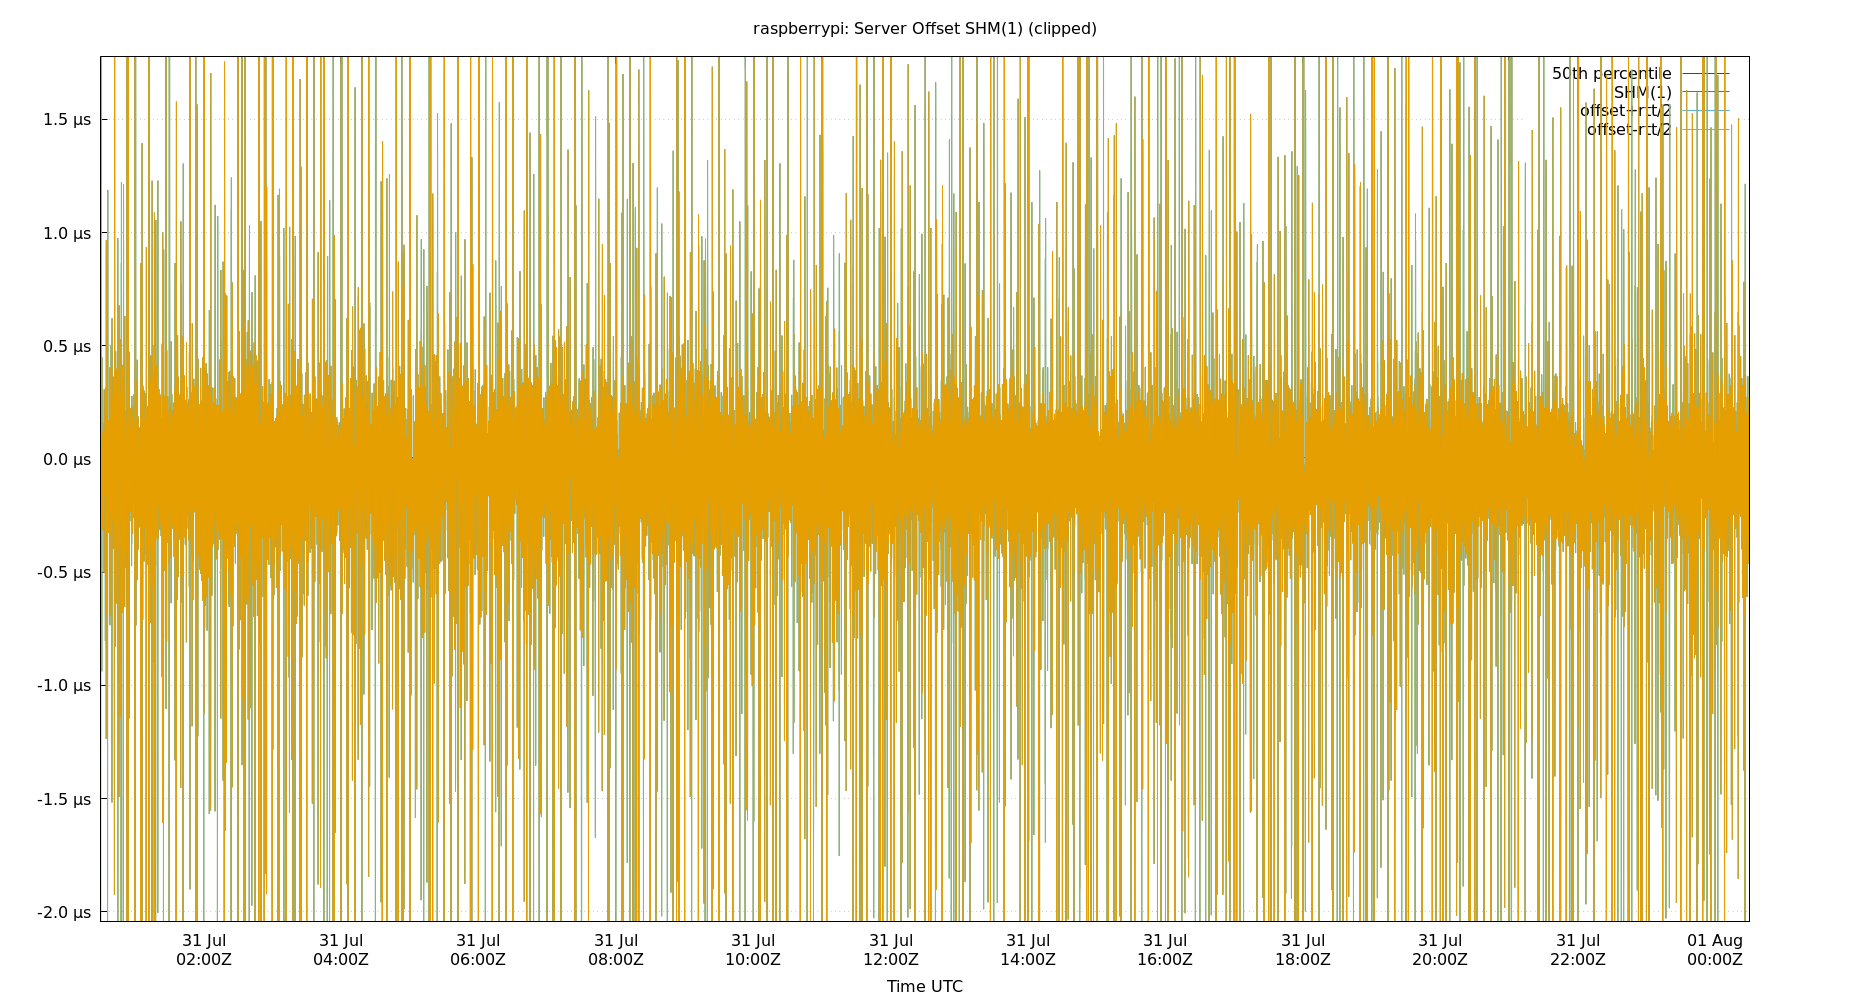 raspberrypi: Server Offset SHM(1) (clipped)
50th percentile
SHM(1)
offset+rtt/2
offset-rtt/2
1.5 µs
1.0 µs
0.5 µs
0.0 µs
-0.5 µs
-1.0 µs
-1.5 µs
-2.0 µs
31 Jul 31 Jul 31 Jul 31 Jul 31 Jul 31 Jul 31 Jul 31 Jul 31 Jul 31 Jul 31 Jul 01 Aug
02:00Z 04:00Z 06:00Z 08:00Z 10:00Z 12:00Z 14:00Z 16:00Z 18:00Z 20:00Z 22:00Z 00:00Z
Time UTC